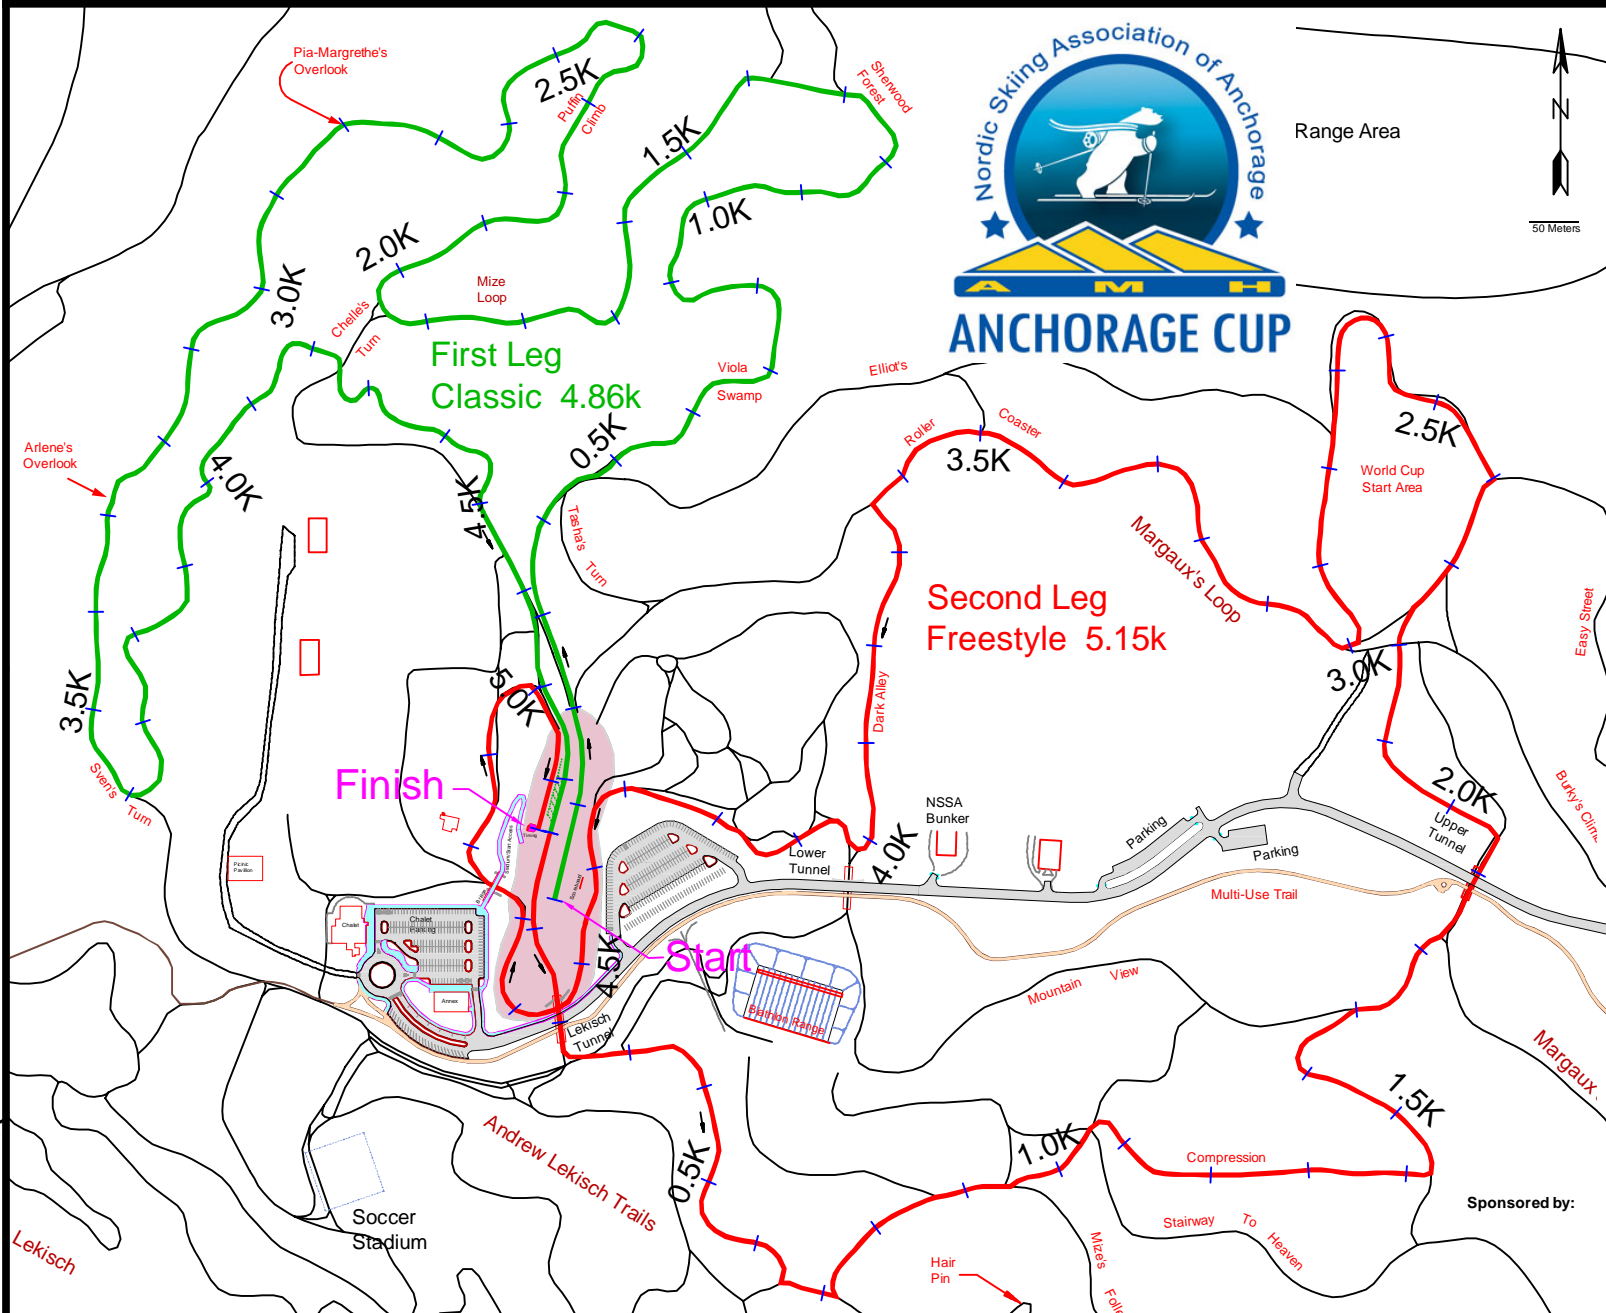 Nordic Skiing Association of Anchorage
A M H
ANCHORAGE CUP
Range Area
N
50 Meters
Pia-Margrethe's
Overlook
2.5K
Puffin
Climb
Sherwood
Forest
1.5K
1.0K
2.0K
Mize
Loop
3.0K
Chelle's
Turn
First Leg
Classic 4.86k
Viola
Swamp
Elliot's
Roller
Coaster
3.5K
2.5K
World Cup
Start Area
Arlene's
Overlook
4.0K
0.5K
4.5K
Tasha's
Turn
Margaux's Loop
Second Leg
Freestyle 5.15k
Easy Street
3.0K
3.5K
5.0K
Dark Alley
Sven's
Turn
Finish
2.0K
Upper
Tunnel
NSSA
Bunker
Parking
Parking
Lower
Tunnel
4.0K
Multi-Use Trail
Picnic
Pavilion
Chalet
Chalet
Parking
Annex
Start
4.5K
Lekisch
Tunnel
Biathlon Range
Mountain View
Margaux
1.5K
Andrew Lekisch Trails
0.5K
1.0K
Compression
Soccer
Stadium
Lekisch
Stairway To
Heaven
Mize's
Hair
Pin
Sponsored by: